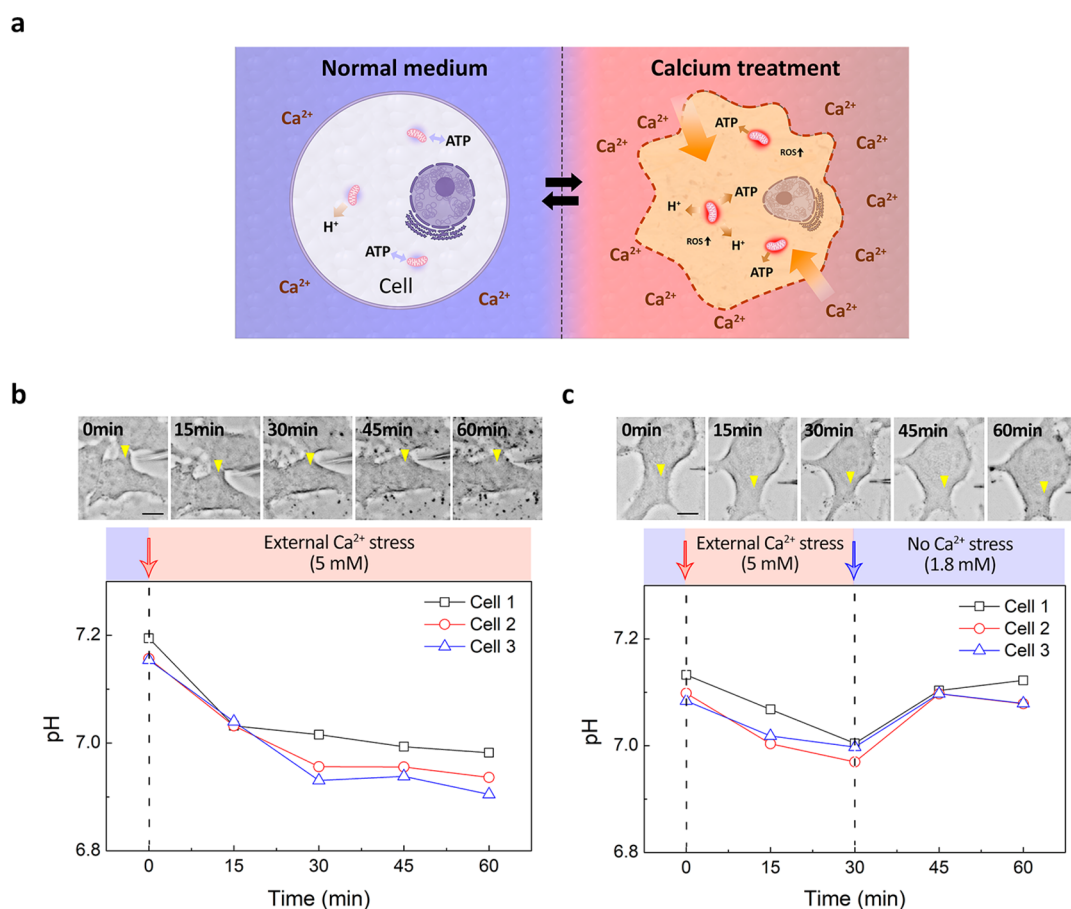 a
Normal medium
Calcium treatment
Ca²⁺
Ca²⁺
Ca²⁺
Ca²⁺
ATP
ATP
ROS↑
Ca²⁺
Ca²⁺
ATP
Ca²⁺
H⁺
H⁺
ROS↑
H⁺
Ca²⁺
Ca²⁺
ATP
ATP
Cell
Ca²⁺
Ca²⁺
Ca²⁺
Ca²⁺
Ca²⁺
b
0min
15min
30min
45min
60min
External Ca²⁺ stress
(5 mM)
Cell 1
Cell 2
Cell 3
7.2
7.0
6.8
pH
0
15
30
45
60
Time (min)
c
0min
15min
30min
45min
60min
External Ca²⁺ stress
(5 mM)
No Ca²⁺ stress
(1.8 mM)
Cell 1
Cell 2
Cell 3
7.2
7.0
6.8
pH
0
15
30
45
60
Time (min)